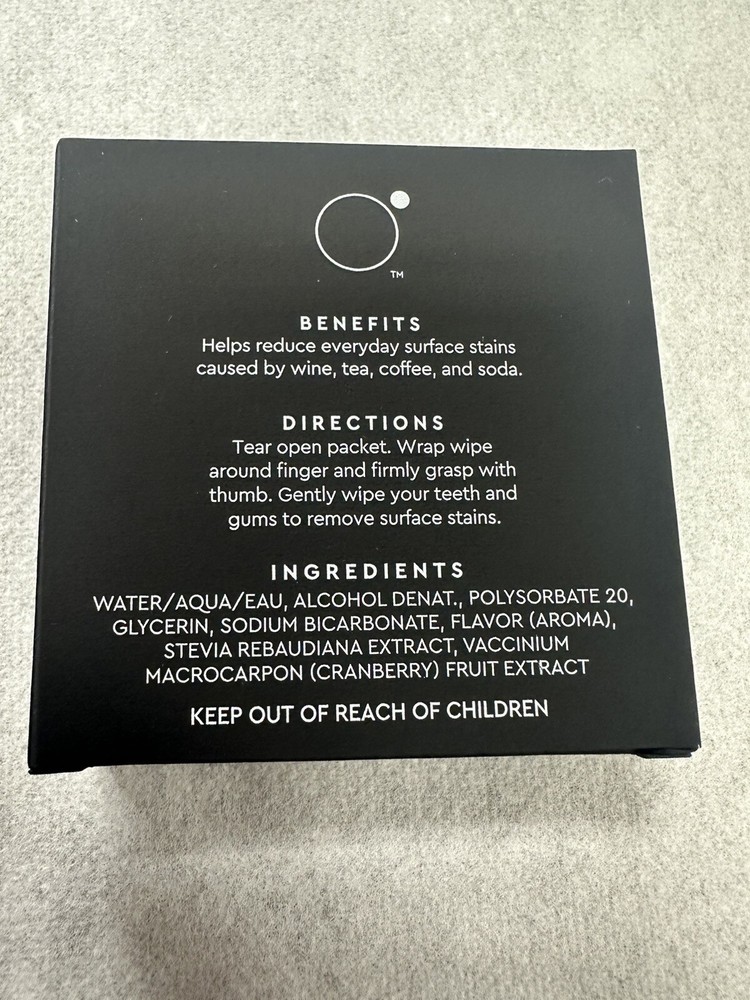 TM
BENEFITS
Helps reduce everyday surface stains
caused by wine, tea, coffee, and soda.
DIRECTIONS
Tear open packet. Wrap wipe
around finger and firmly grasp with
thumb. Gently wipe your teeth and
gums to remove surface stains.
INGREDIENTS
WATER/AQUA/EAU, ALCOHOL DENAT., POLYSORBATE 20,
GLYCERIN, SODIUM BICARBONATE, FLAVOR (AROMA),
STEVIA REBAUDIANA EXTRACT, VACCINIUM
MACROCARPON (CRANBERRY) FRUIT EXTRACT
KEEP OUT OF REACH OF CHILDREN